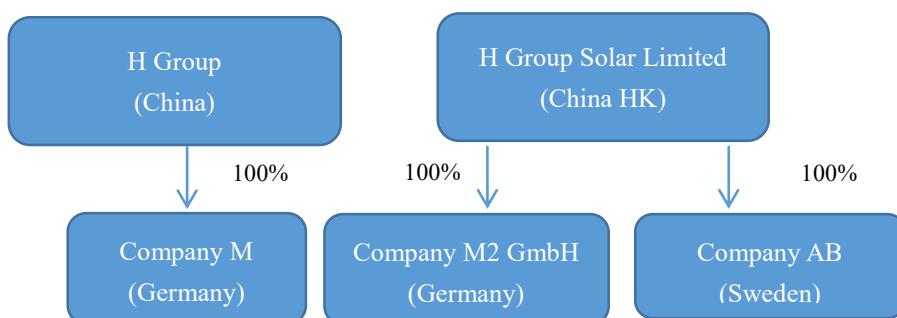 H Group
(China)
H Group Solar Limited
(China HK)
100%
100%
100%
Company M
(Germany)
Company M2 GmbH
(Germany)
Company AB
(Sweden)